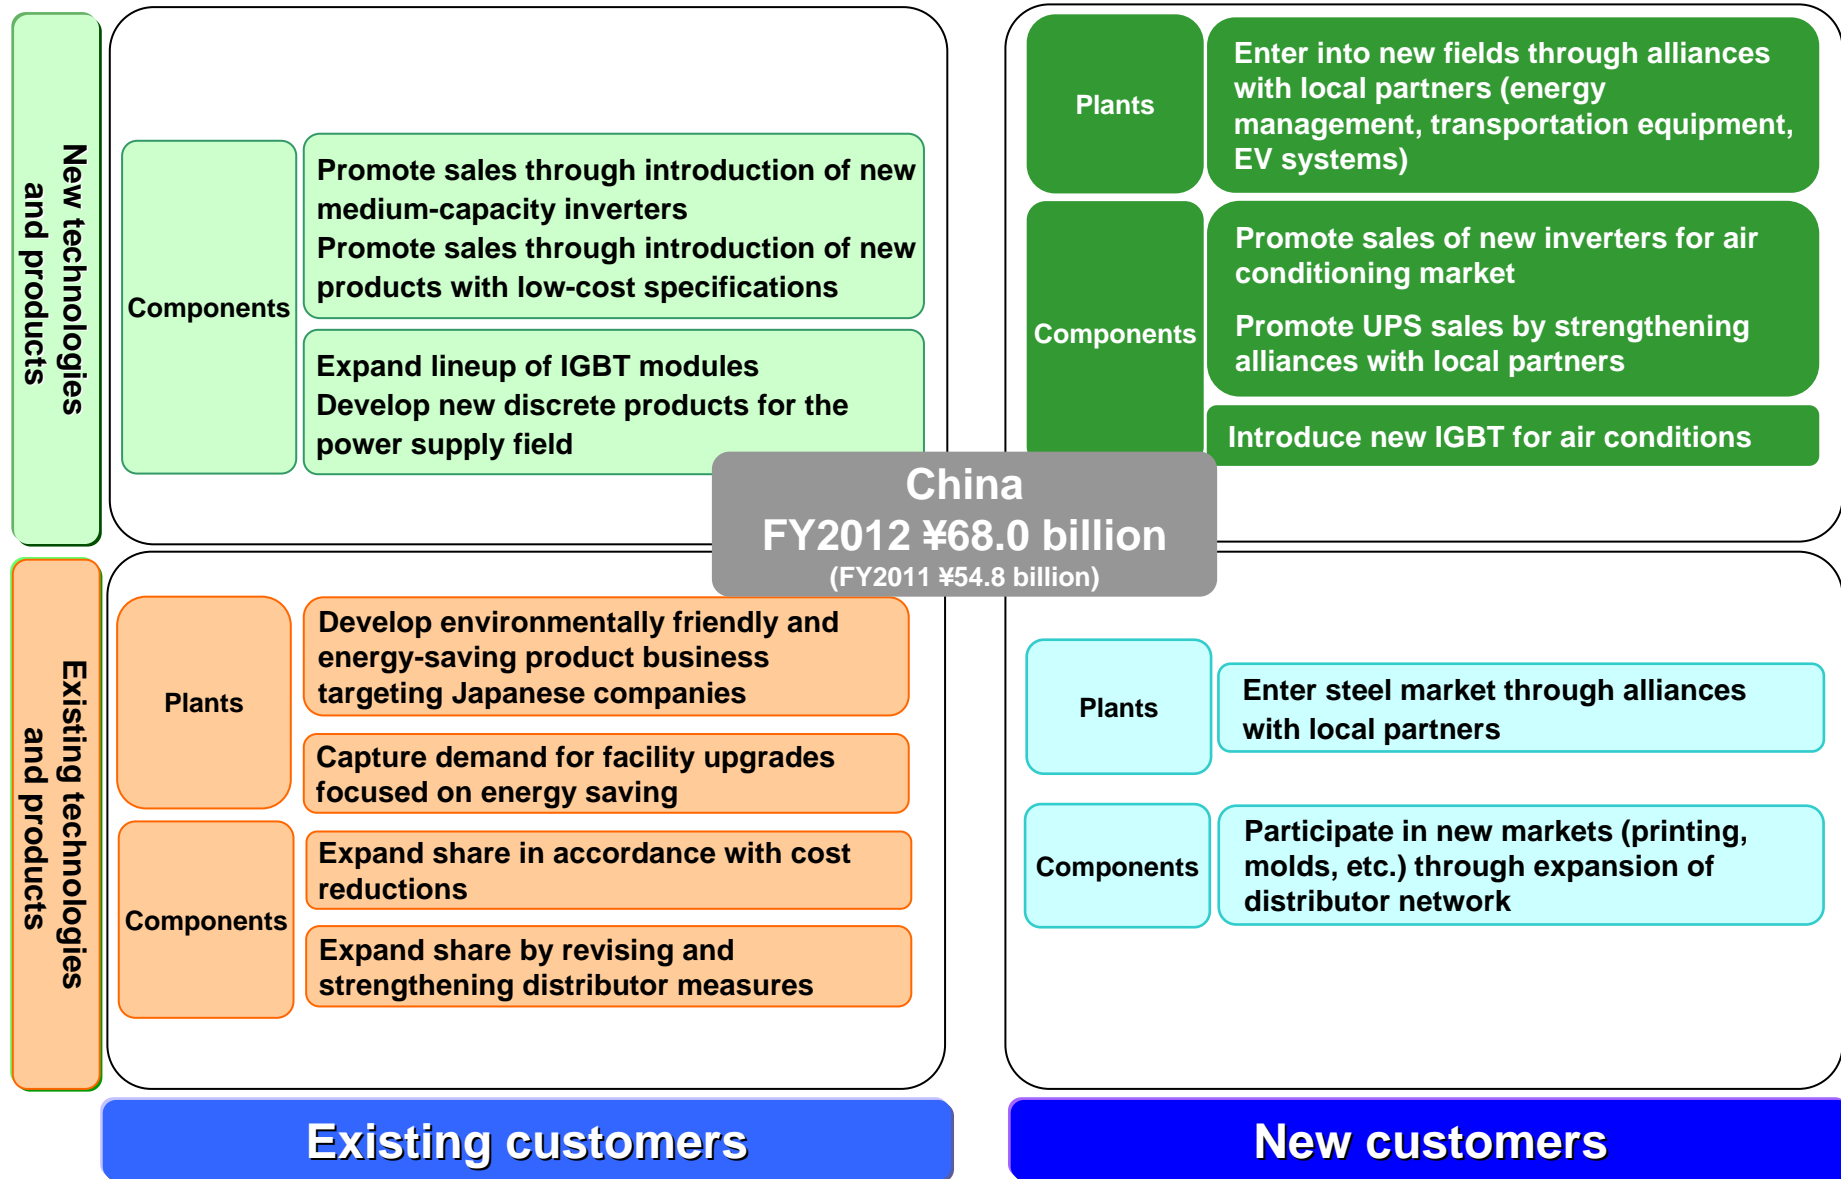 New technologies
and products
Components
Promote sales through introduction of new
medium-capacity inverters
Promote sales through introduction of new
products with low-cost specifications
Expand lineup of IGBT modules
Develop new discrete products for the
power supply field
Plants
Enter into new fields through alliances
with local partners (energy
management, transportation equipment,
EV systems)
Components
Promote sales of new inverters for air
conditioning market
Promote UPS sales by strengthening
alliances with local partners
Introduce new IGBT for air conditions
China
FY2012 ¥68.0 billion
(FY2011 ¥54.8 billion)
Existing technologies
and products
Plants
Develop environmentally friendly and
energy-saving product business
targeting Japanese companies
Capture demand for facility upgrades
focused on energy saving
Components
Expand share in accordance with cost
reductions
Expand share by revising and
strengthening distributor measures
Plants
Enter steel market through alliances
with local partners
Components
Participate in new markets (printing,
molds, etc.) through expansion of
distributor network
Existing customers
New customers